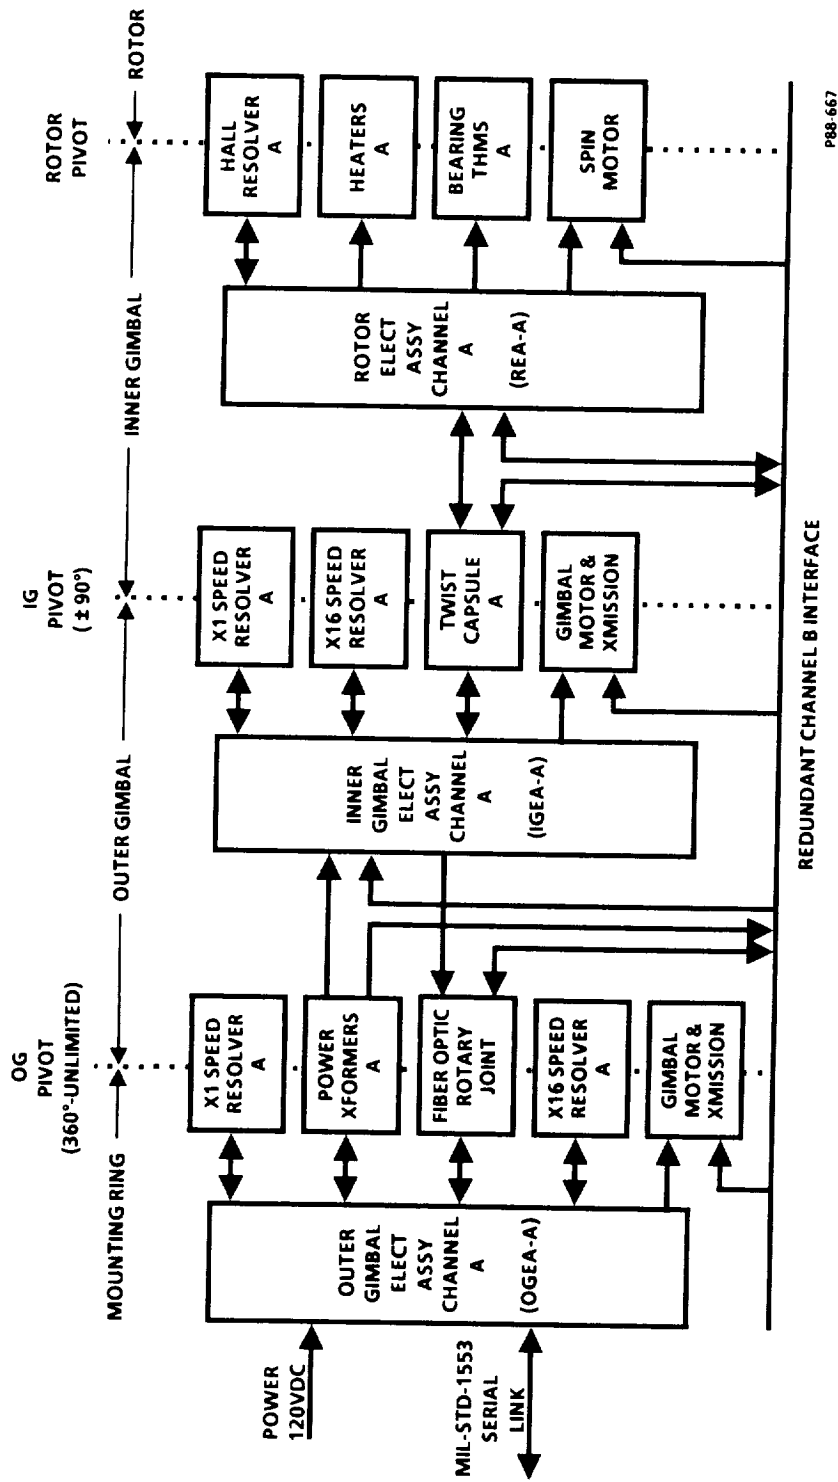 MOUNTING RING
OG
PIVOT
(360°-UNLIMITED)
OUTER GIMBAL
IG
PIVOT
(± 90°)
INNER GIMBAL
ROTOR
PIVOT
ROTOR
POWER
120VDC
MIL-STD-1553
SERIAL
LINK
OUTER
GIMBAL
ELECT
ASSY
CHANNEL
A
(OGEA-A)
X1 SPEED
RESOLVER
A
POWER
XFORMERS
A
FIBER OPTIC
ROTARY
JOINT
X16 SPEED
RESOLVER
A
GIMBAL
MOTOR &
XMISSION
INNER
GIMBAL
ELECT
ASSY
CHANNEL
A
(IGEA-A)
X1 SPEED
RESOLVER
A
X16 SPEED
RESOLVER
A
TWIST
CAPSULE
A
GIMBAL
MOTOR &
XMISSION
ROTOR
ELECT
ASSY
CHANNEL
A
(REA-A)
HALL
RESOLVER
A
HEATERS
A
BEARING
THMS
A
SPIN
MOTOR
REDUNDANT CHANNEL B INTERFACE
P88-667